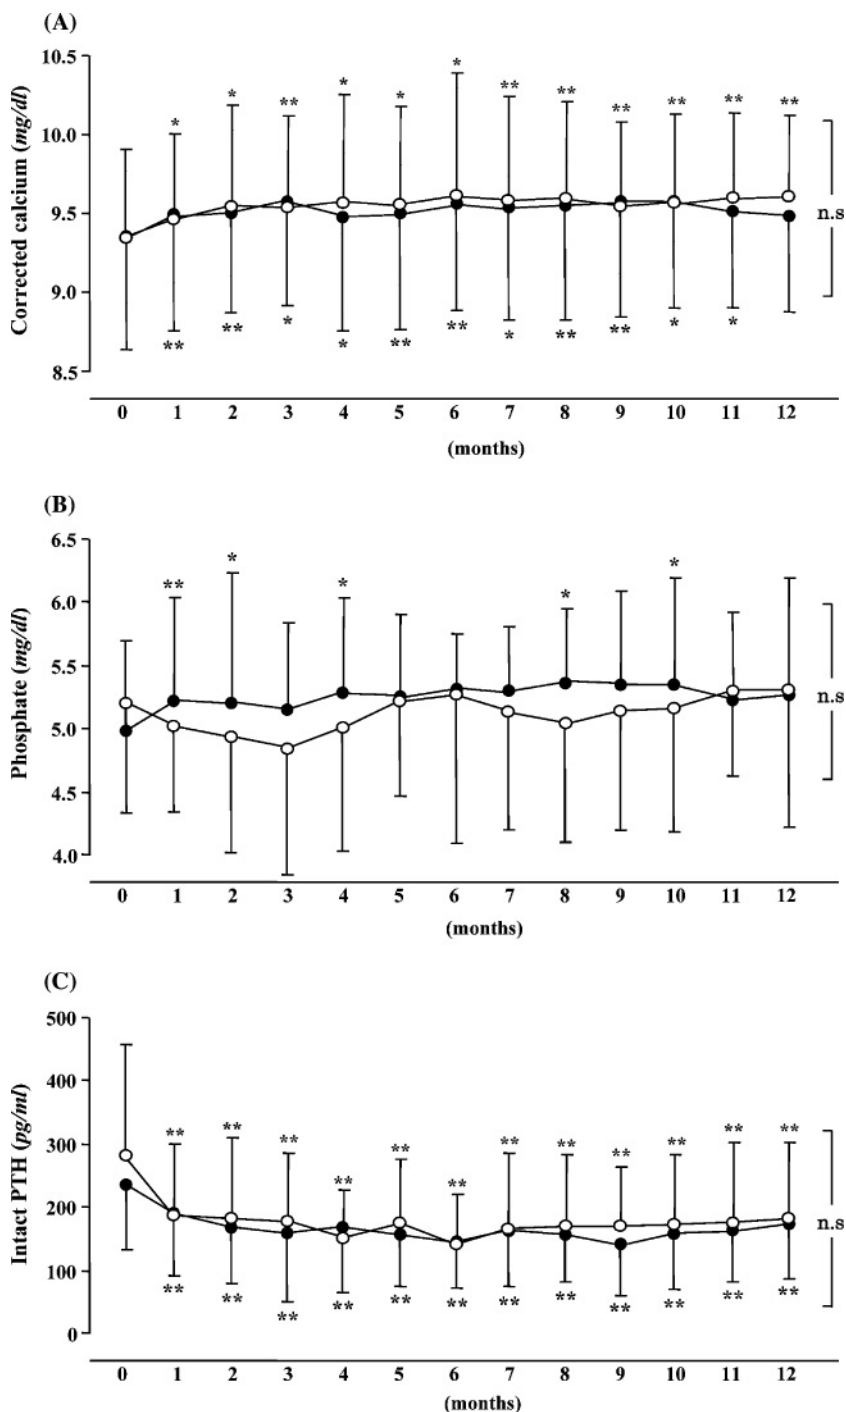 (A)
Corrected calcium (mg/dl)
10.5
* * ** * * * ** ** ** ** ** **
10.0
9.5
n.s
9.0
** ** * * ** ** * ** ** * *
8.5
0 1 2 3 4 5 6 7 8 9 10 11 12
(months)
(B)
Phosphate (mg/dl)
6.5
** * * * *
6.0
5.5
n.s
5.0
4.5
4.0
0 1 2 3 4 5 6 7 8 9 10 11 12
(months)
(C)
Intact PTH (pg/ml)
500
400
** ** ** ** ** ** ** ** ** ** ** **
300
200
n.s
100
** ** ** ** ** ** ** ** ** ** ** **
0
0 1 2 3 4 5 6 7 8 9 10 11 12
(months)